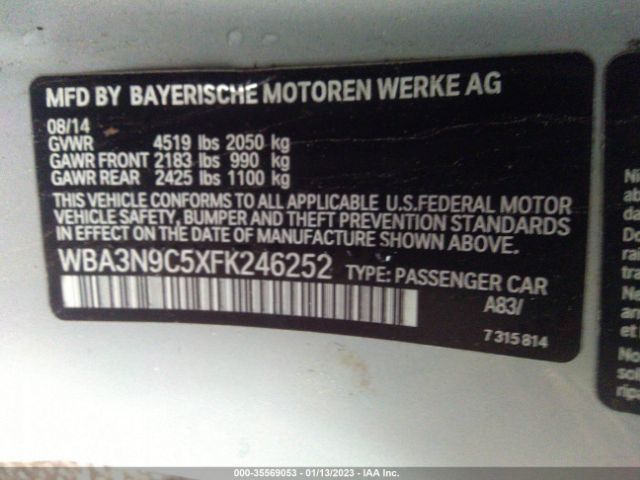 MFD BY BAYERISCHE MOTOREN WERKE AG
08/14
GVWR 4519 lbs 2050 kg
GAWR FRONT 2183 lbs 990 kg
GAWR REAR 2425 lbs 1100 kg
THIS VEHICLE CONFORMS TO ALL APPLICABLE U.S.FEDERAL MOTOR
VEHICLE SAFETY, BUMPER AND THEFT PREVENTION STANDARDS
IN EFFECT ON THE DATE OF MANUFACTURE SHOWN ABOVE.
WBA3N9C5XFK246252 TYPE: PASSENGER CAR
A83/
7 315 814
000-35569053 - 01/13/2023 - IAA Inc.